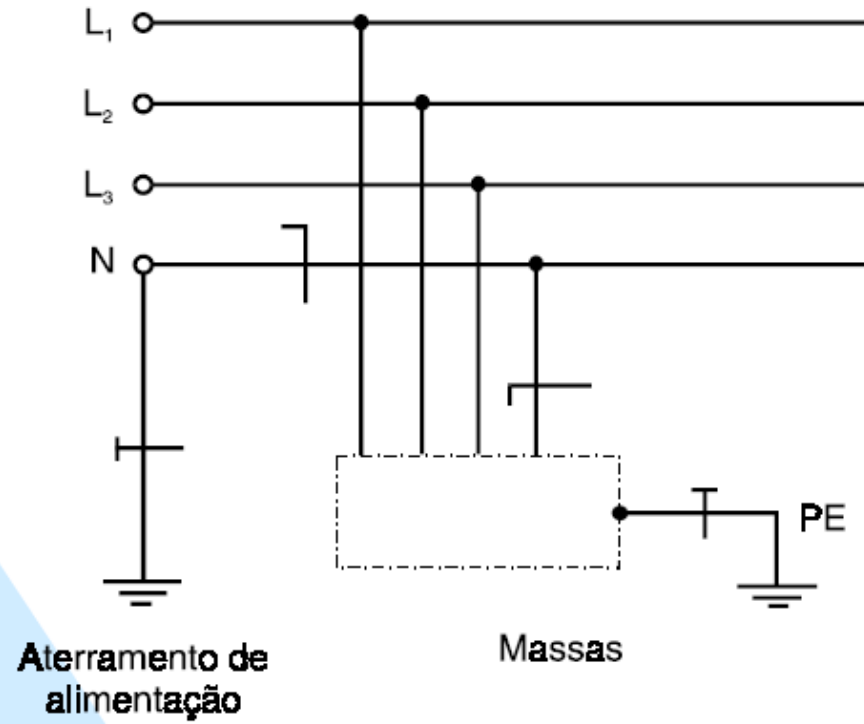 L₁
L₂
L₃
N
PE
Aterramento de
alimentação
Massas